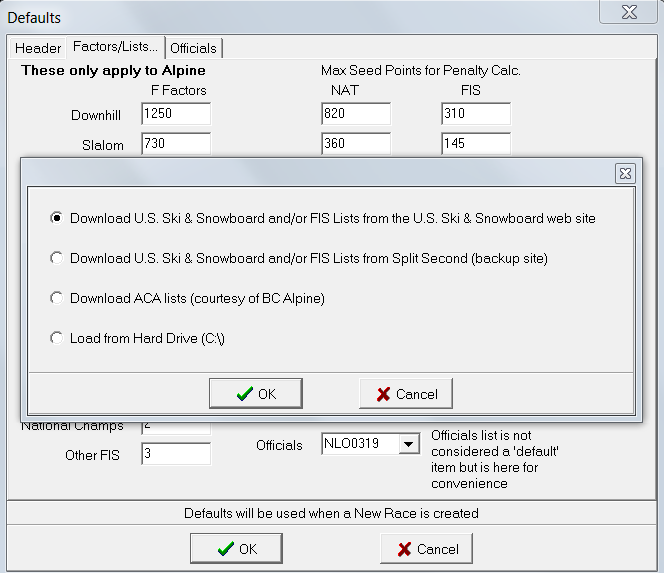 Defaults
Header Factors/Lists... Officials
These only apply to Alpine Max Seed Points for Penalty Calc.
F Factors NAT FIS
Downhill 1250 820 310
Slalom 730 360 145
Download U.S. Ski & Snowboard and/or FIS Lists from the U.S. Ski & Snowboard web site
Download U.S. Ski & Snowboard and/or FIS Lists from Split Second (backup site)
Download ACA lists (courtesy of BC Alpine)
Load from Hard Drive (C:\)
OK Cancel
National Champs
Other FIS 3 Officials NLO0319
Officials list is not
considered a 'default'
item but is here for
convenience
Defaults will be used when a New Race is created
OK Cancel